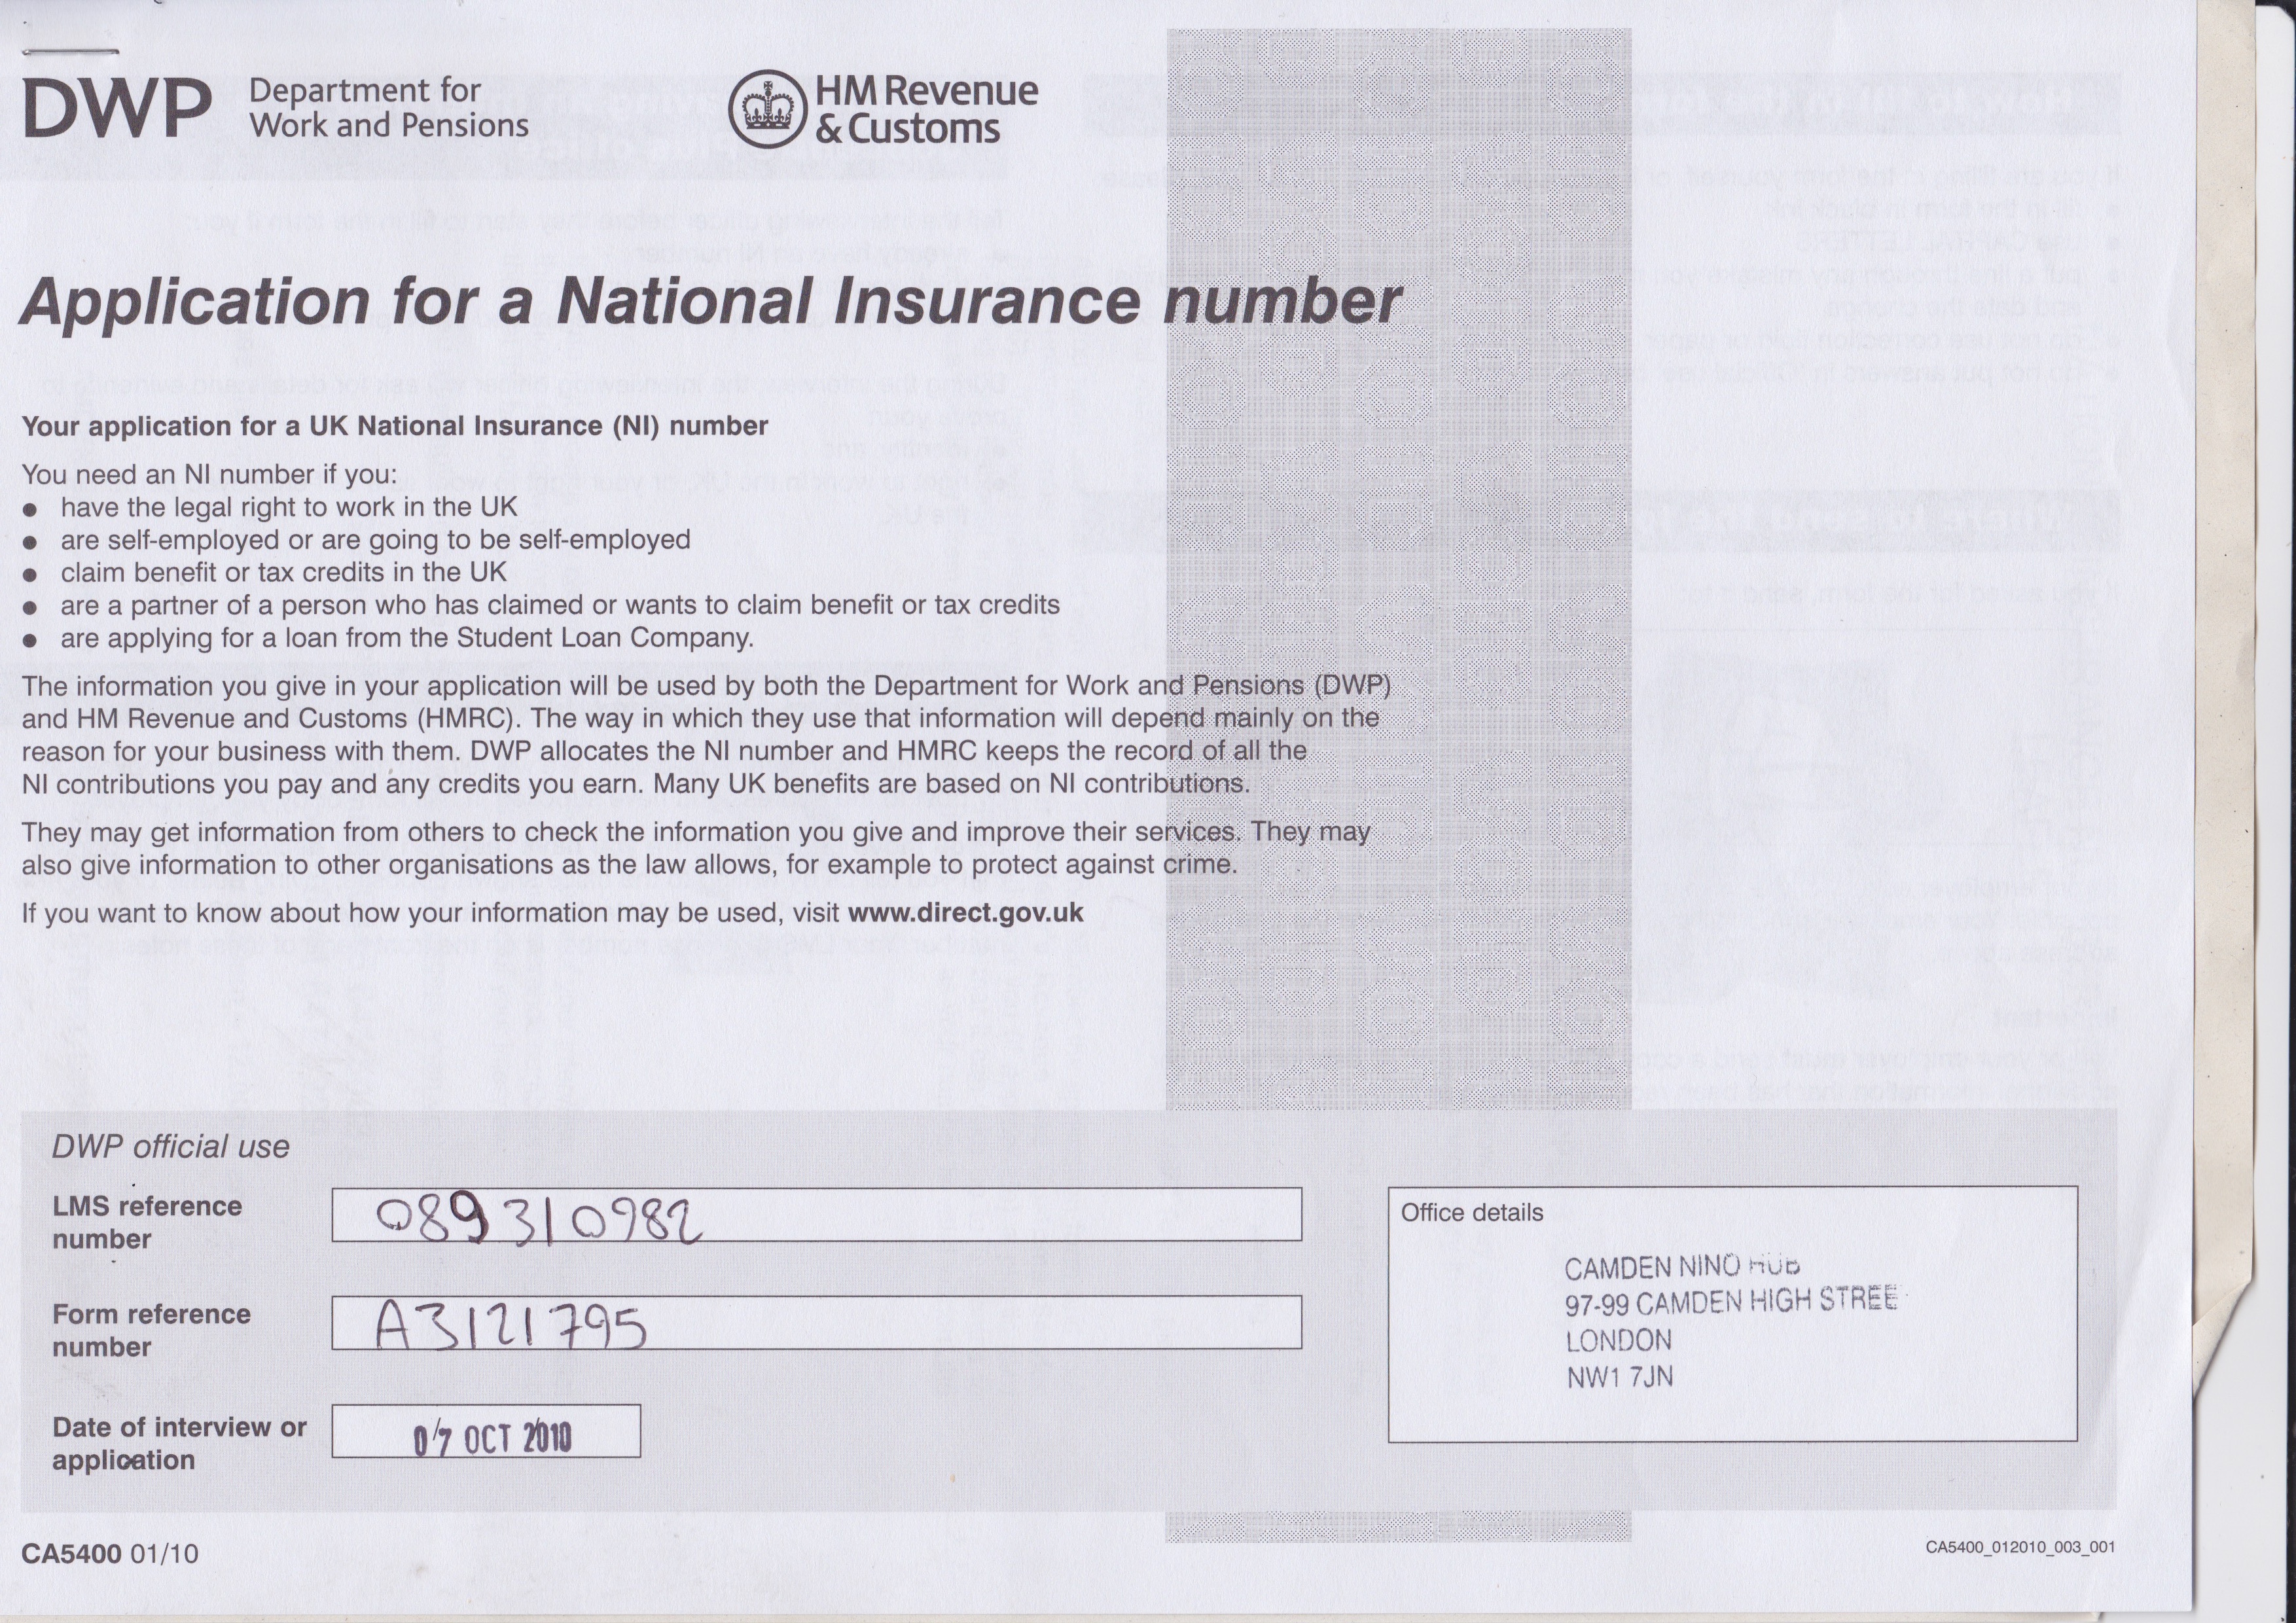 DWP Department for
Work and Pensions
HM Revenue
& Customs
Application for a National Insurance number
Your application for a UK National Insurance (NI) number
You need an NI number if you:
● have the legal right to work in the UK
● are self-employed or are going to be self-employed
● claim benefit or tax credits in the UK
● are a partner of a person who has claimed or wants to claim benefit or tax credits
● are applying for a loan from the Student Loan Company.
The information you give in your application will be used by both the Department for Work and Pensions (DWP)
and HM Revenue and Customs (HMRC). The way in which they use that information will depend mainly on the
reason for your business with them. DWP allocates the NI number and HMRC keeps the record of all the
NI contributions you pay and any credits you earn. Many UK benefits are based on NI contributions.
They may get information from others to check the information you give and improve their services. They may
also give information to other organisations as the law allows, for example to protect against crime.
If you want to know about how your information may be used, visit www.direct.gov.uk
DWP official use
LMS reference
number
089310982
Form reference
number
A3121795
Date of interview or
application
07 OCT 2010
Office details
CAMDEN NINO HUB
97-99 CAMDEN HIGH STREE
LONDON
NW1 7JN
CA5400 01/10
CA5400_012010_003_001